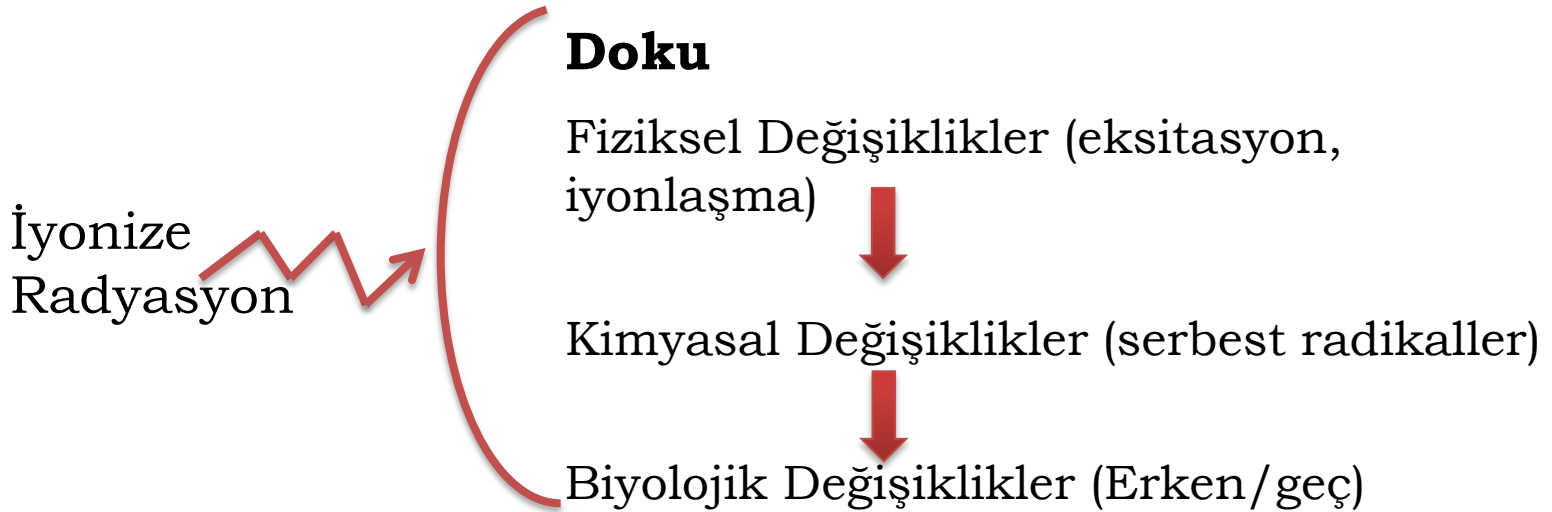 Doku
Fiziksel Değişiklikler (eksitasyon,
iyonlaşma)
İyonize
Radyasyon
Kimyasal Değişiklikler (serbest radikaller)
Biyolojik Değişiklikler (Erken/geç)